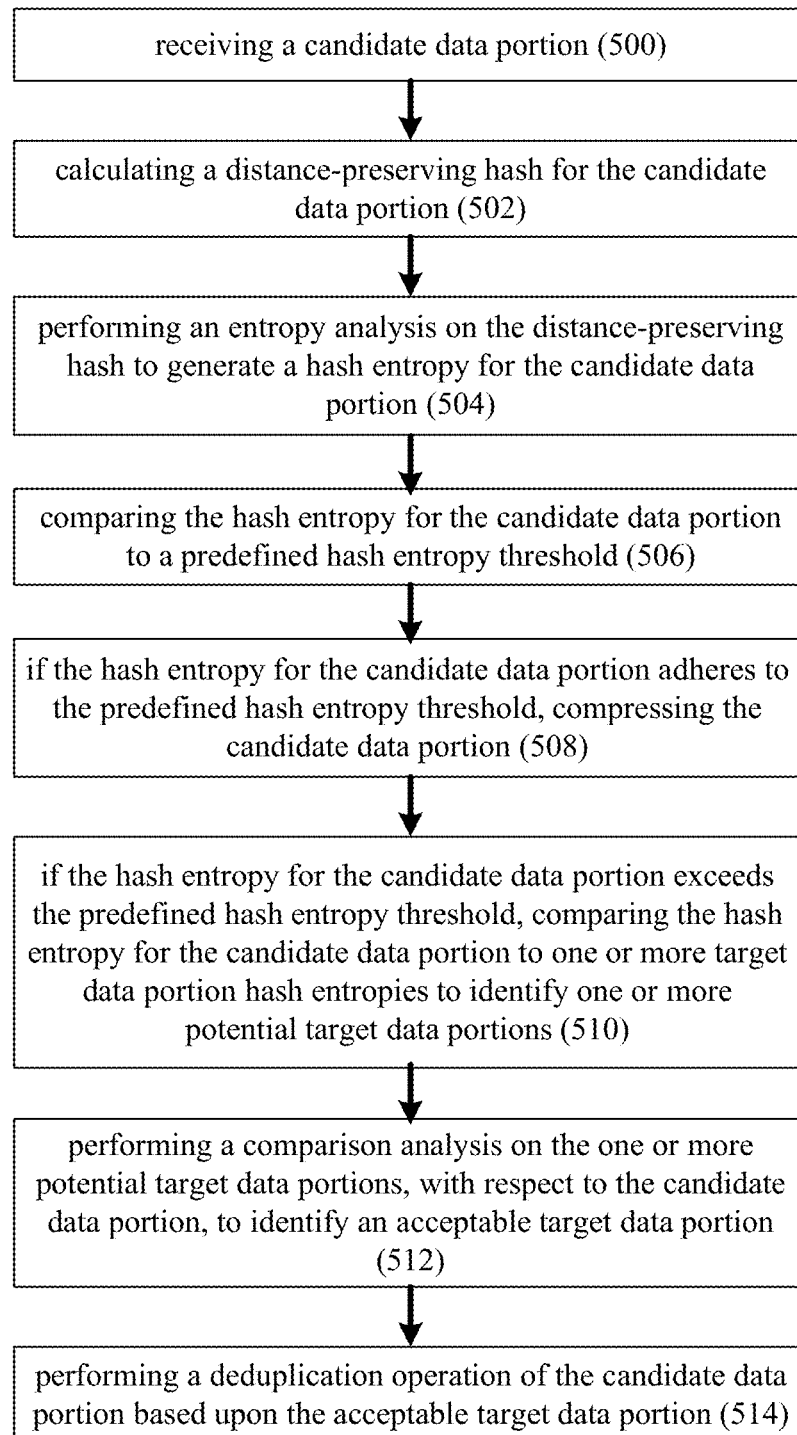 receiving a candidate data portion (500)
calculating a distance-preserving hash for the candidate
data portion (502)
performing an entropy analysis on the distance-preserving
hash to generate a hash entropy for the candidate data
portion (504)
comparing the hash entropy for the candidate data portion
to a predefined hash entropy threshold (506)
if the hash entropy for the candidate data portion adheres to
the predefined hash entropy threshold, compressing the
candidate data portion (508)
if the hash entropy for the candidate data portion exceeds
the predefined hash entropy threshold, comparing the hash
entropy for the candidate data portion to one or more target
data portion hash entropies to identify one or more
potential target data portions (510)
performing a comparison analysis on the one or more
potential target data portions, with respect to the candidate
data portion, to identify an acceptable target data portion
(512)
performing a deduplication operation of the candidate data
portion based upon the acceptable target data portion (514)